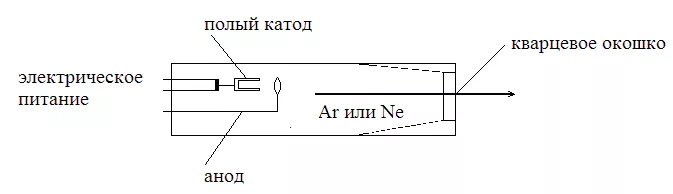 полый катод
кварцевое окошко
электрическое
питание
Ar или Ne
анод